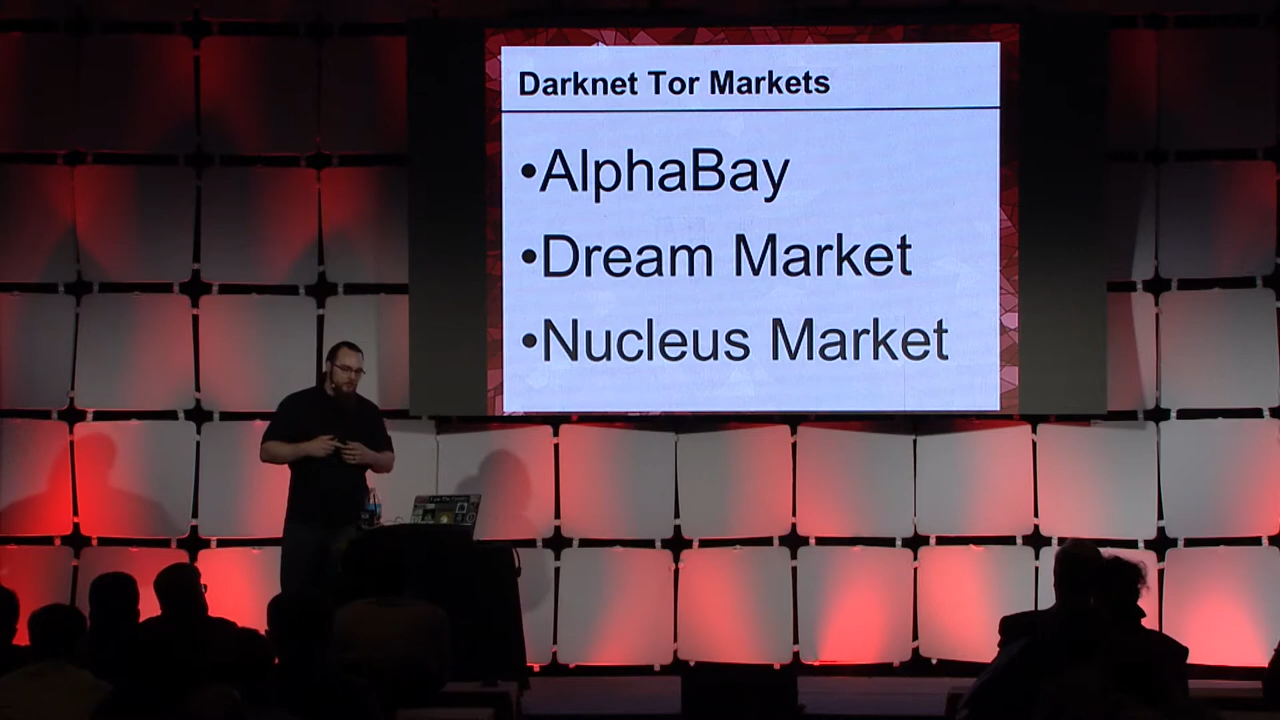 Darknet Tor Markets
•AlphaBay
•Dream Market
•Nucleus Market